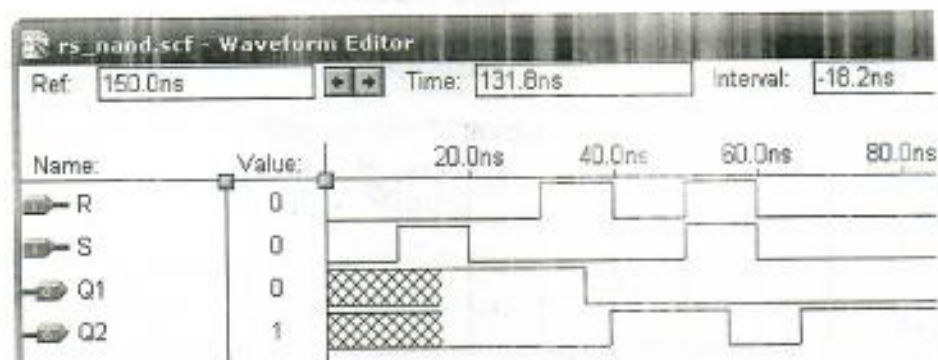 rs_nand.scf - Waveform Editor
Ref: 150.0ns Time: 131.8ns Interval: -18.2ns
Name: Value: 20.0ns 40.0ns 60.0ns 80.0ns
R 0
S 0
Q1 0
Q2 1